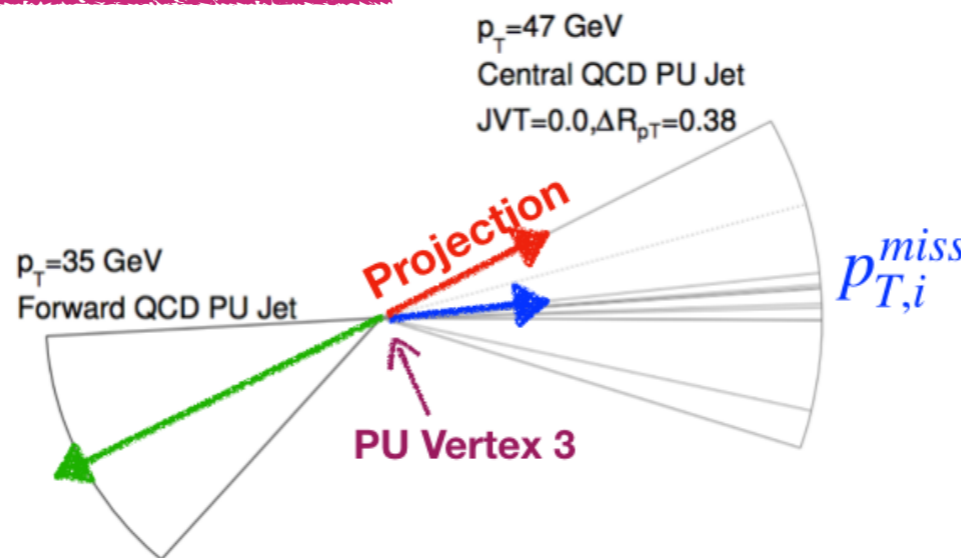 p_T=47 GeV
Central QCD PU Jet
JVT=0.0,ΔR_pT=0.38
Projection
p_T=35 GeV
Forward QCD PU Jet
p_{T,i}^{miss}
PU Vertex 3